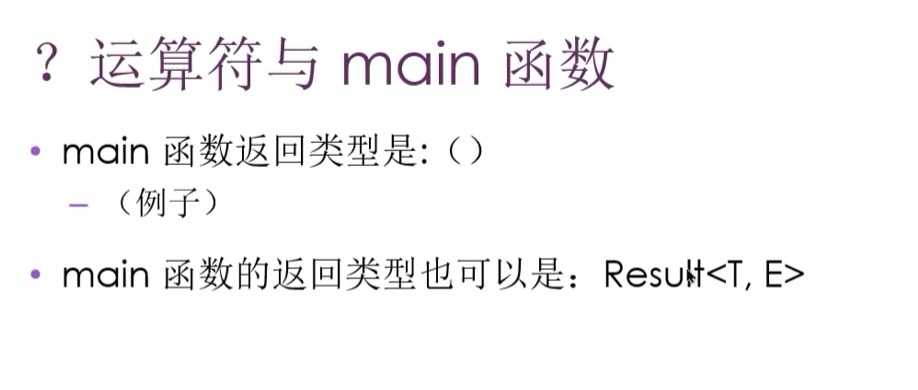 ？运算符与 main 函数
• main 函数返回类型是:（）
– （例子）
• main 函数的返回类型也可以是：Result<T, E>